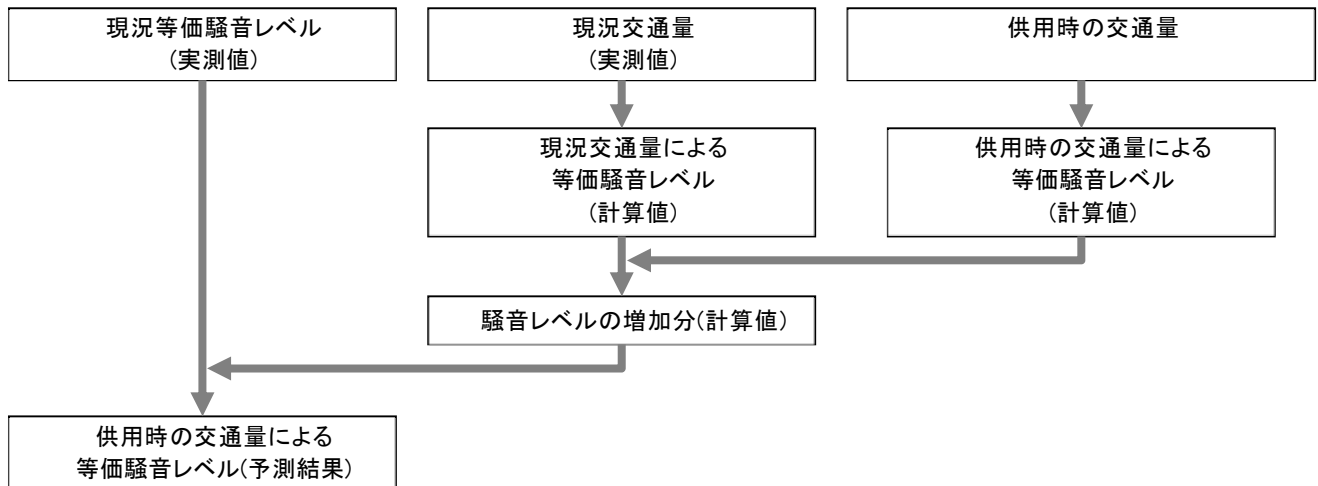 現況等価騒音レベル
(実測値)
現況交通量
(実測値)
供用時の交通量
現況交通量による
等価騒音レベル
(計算値)
供用時の交通量による
等価騒音レベル
(計算値)
騒音レベルの増加分(計算値)
供用時の交通量による
等価騒音レベル(予測結果)